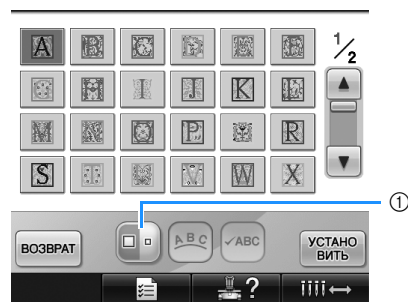 A B C D E F 1/2
G H I J K L
M N O P Q R
S T U V W X
①
ВОЗВРАТ ABC ✓ABC УСТАНО
ВИТЬ
?